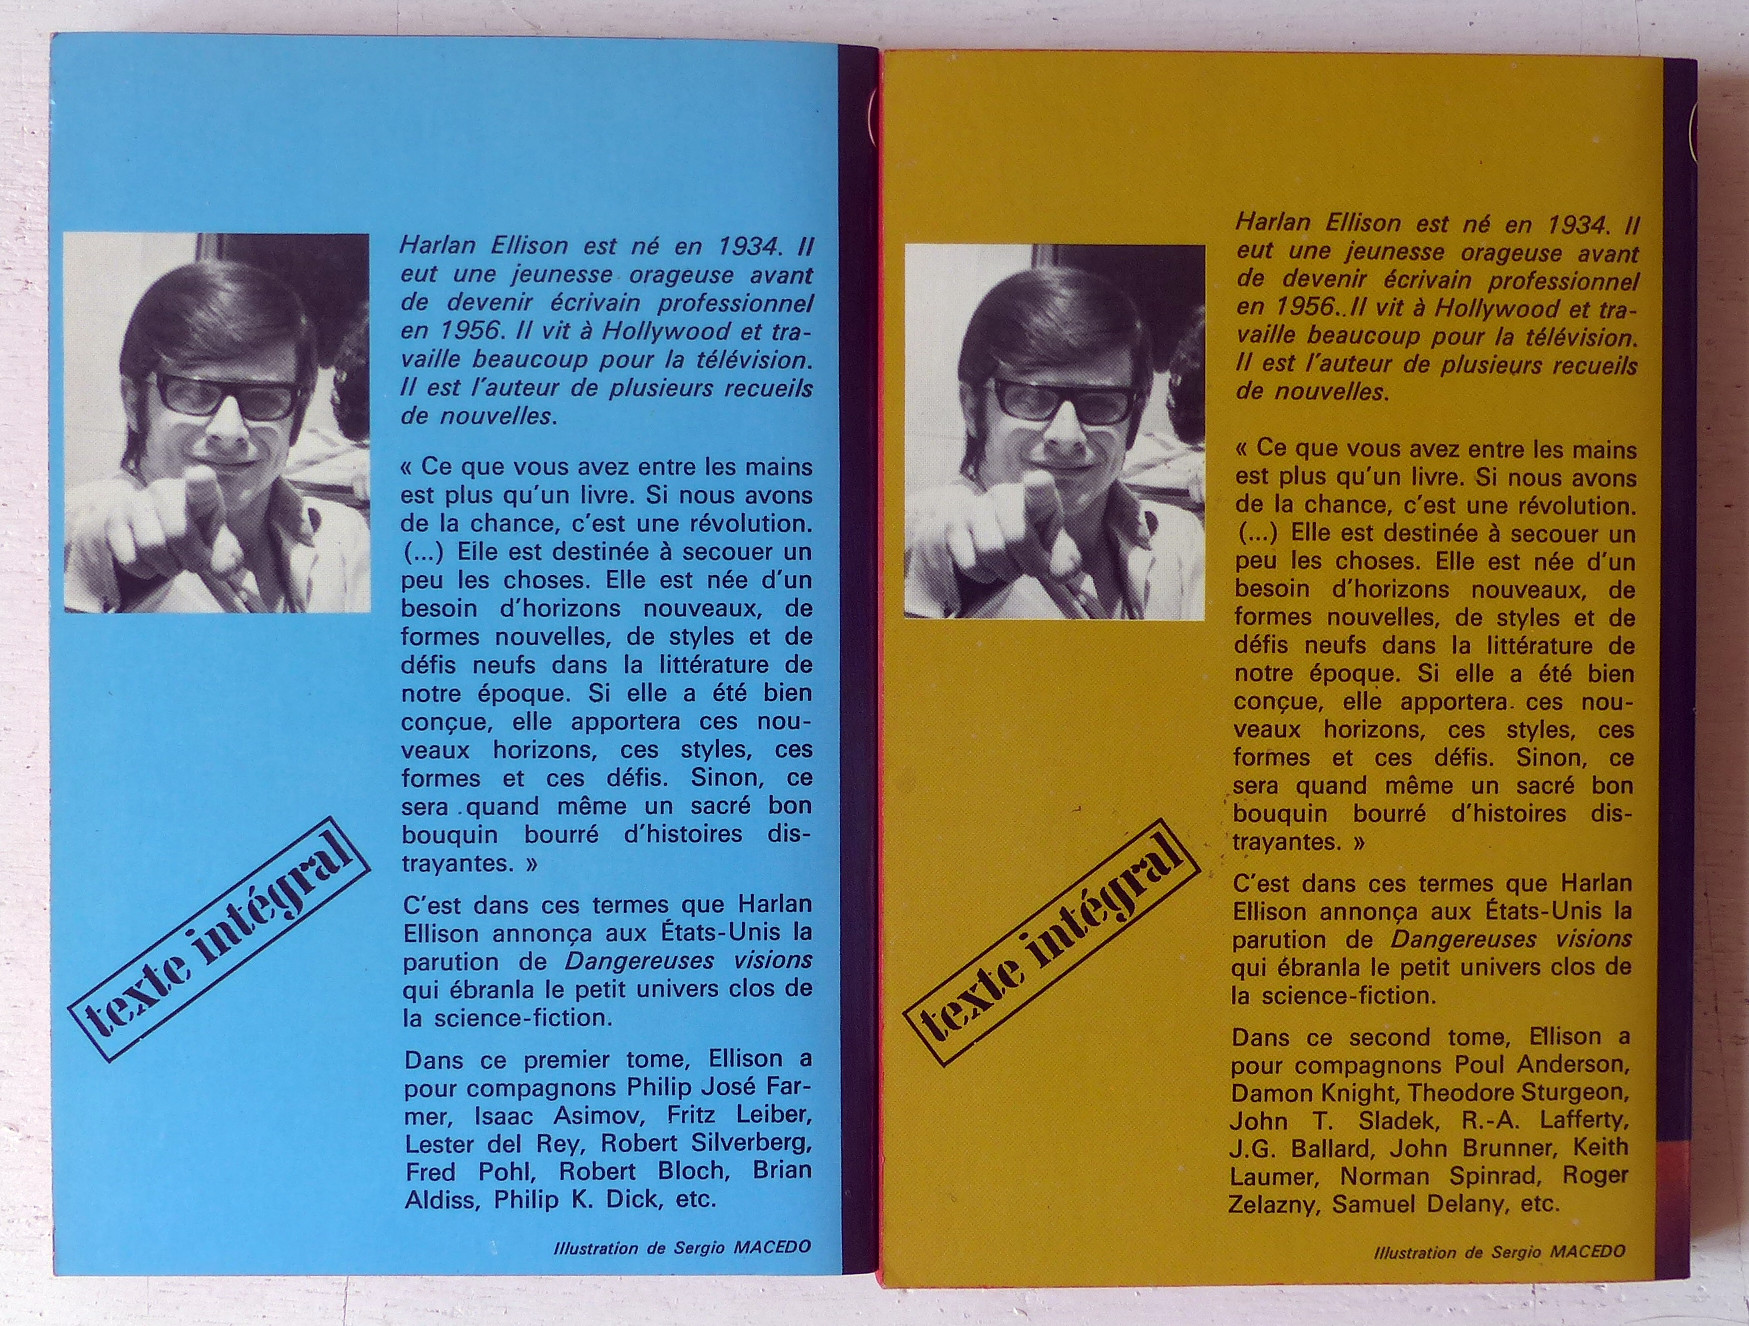 Harlan Ellison est né en 1934. Il
eut une jeunesse orageuse avant
de devenir écrivain professionnel
en 1956. Il vit à Hollywood et tra-
vaille beaucoup pour la télévision.
Il est l'auteur de plusieurs recueils
de nouvelles.
« Ce que vous avez entre les mains
est plus qu'un livre. Si nous avons
de la chance, c'est une révolution.
(...) Elle est destinée à secouer un
peu les choses. Elle est née d'un
besoin d'horizons nouveaux, de
formes nouvelles, de styles et de
défis neufs dans la littérature de
notre époque. Si elle a été bien
conçue, elle apportera ces nou-
veaux horizons, ces styles, ces
formes et ces défis. Sinon, ce
sera quand même un sacré bon
bouquin bourré d'histoires dis-
trayantes. »
C'est dans ces termes que Harlan
Ellison annonça aux États-Unis la
parution de Dangereuses visions
qui ébranla le petit univers clos de
la science-fiction.
Dans ce premier tome, Ellison a
pour compagnons Philip José Far-
mer, Isaac Asimov, Fritz Leiber,
Lester del Rey, Robert Silverberg,
Fred Pohl, Robert Bloch, Brian
Aldiss, Philip K. Dick, etc.
Illustration de Sergio MACEDO
texte intégral
Harlan Ellison est né en 1934. Il
eut une jeunesse orageuse avant
de devenir écrivain professionnel
en 1956. Il vit à Hollywood et tra-
vaille beaucoup pour la télévision.
Il est l'auteur de plusieurs recueils
de nouvelles.
« Ce que vous avez entre les mains
est plus qu'un livre. Si nous avons
de la chance, c'est une révolution.
(...) Elle est destinée à secouer un
peu les choses. Elle est née d'un
besoin d'horizons nouveaux, de
formes nouvelles, de styles et de
défis neufs dans la littérature de
notre époque. Si elle a été bien
conçue, elle apportera ces nou-
veaux horizons, ces styles, ces
formes et ces défis. Sinon, ce
sera quand même un sacré bon
bouquin bourré d'histoires dis-
trayantes. »
C'est dans ces termes que Harlan
Ellison annonça aux États-Unis la
parution de Dangereuses visions
qui ébranla le petit univers clos de
la science-fiction.
Dans ce second tome, Ellison a
pour compagnons Poul Anderson,
Damon Knight, Theodore Sturgeon,
John T. Sladek, R.-A. Lafferty,
J.G. Ballard, John Brunner, Keith
Laumer, Norman Spinrad, Roger
Zelazny, Samuel Delany, etc.
Illustration de Sergio MACEDO
texte intégral